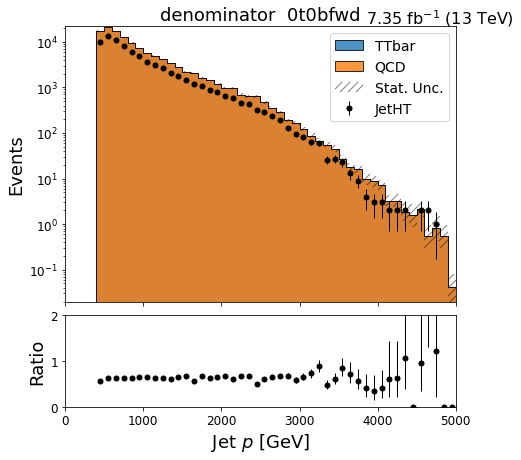 denominator 0t0bfwd 7.35 fb⁻¹ (13 TeV)
TTbar
QCD
Stat. Unc.
JetHT
Events
10⁴
10³
10²
10¹
10⁰
10⁻¹
Ratio
2
1
0
0 1000 2000 3000 4000 5000
Jet p [GeV]